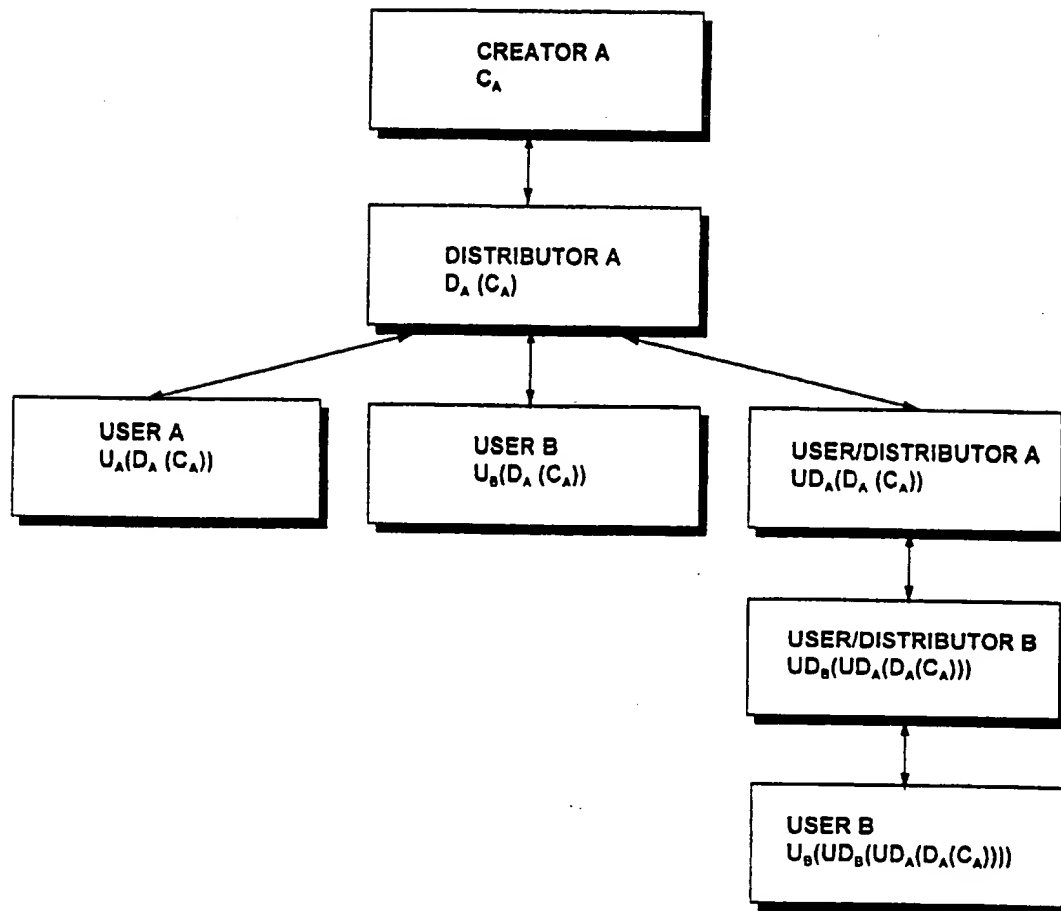 CREATOR A
C_A
DISTRIBUTOR A
D_A (C_A)
USER A
U_A(D_A (C_A))
USER B
U_B(D_A (C_A))
USER/DISTRIBUTOR A
UD_A(D_A (C_A))
USER/DISTRIBUTOR B
UD_B(UD_A(D_A(C_A)))
USER B
U_B(UD_B(UD_A(D_A(C_A))))